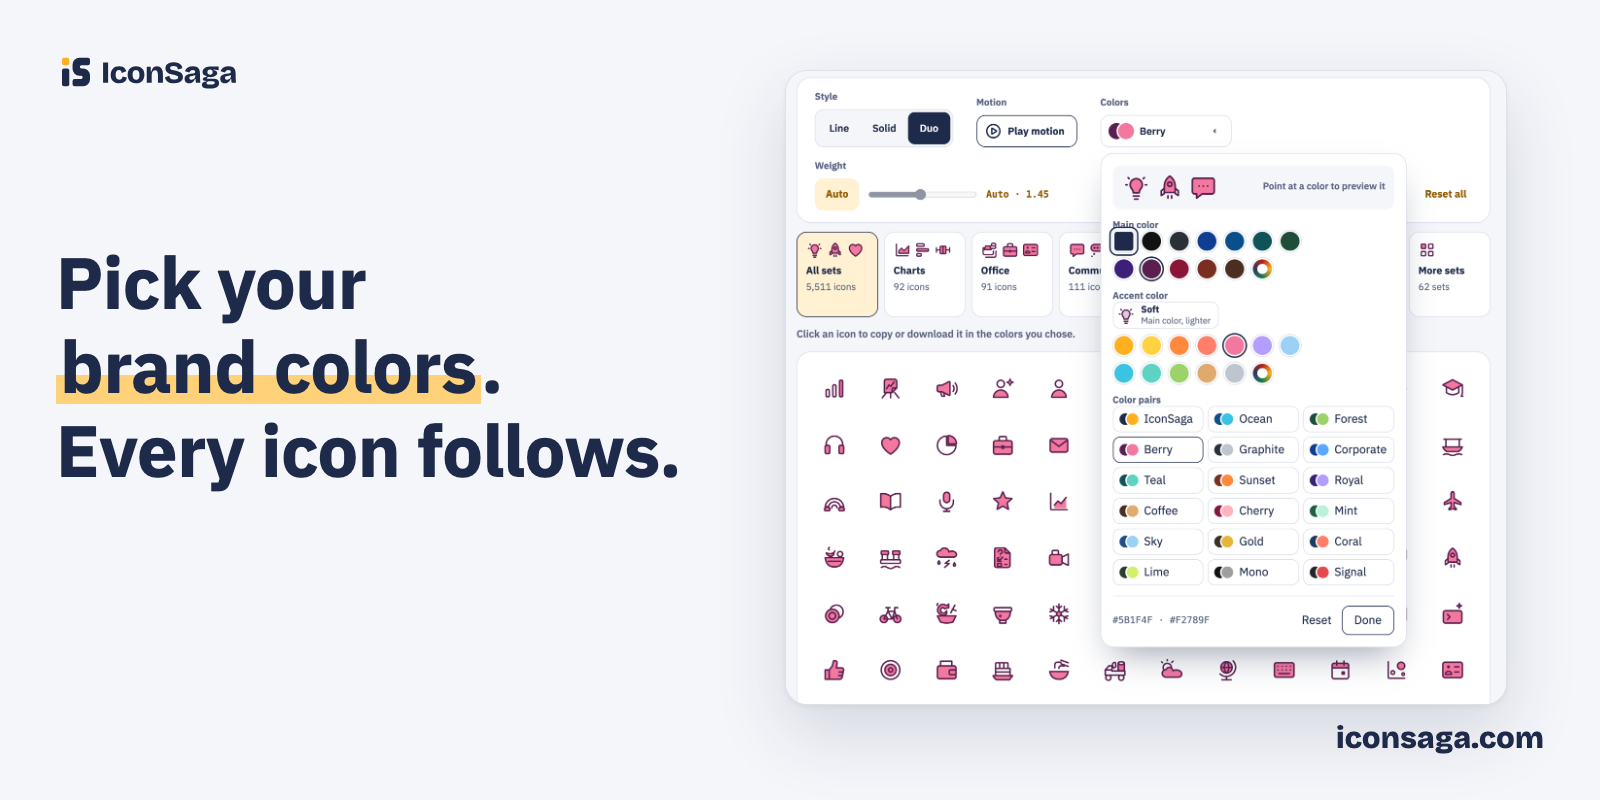 IconSaga
Pick your
brand colors.
Every icon follows.
Style
Line Solid Duo
Motion
Play motion
Colors
Berry
Weight
Auto
Auto · 1.45
Reset all
Point at a color to preview it
Main color
Accent color
Soft
Main color, lighter
Color pairs
IconSaga Ocean Forest
Berry Graphite Corporate
Teal Sunset Royal
Coffee Cherry Mint
Sky Gold Coral
Lime Mono Signal
#5B1F4F · #F2789F
Reset
Done
All sets
5,511 icons
Charts
92 icons
Office
91 icons
Commu
111 ico
More sets
62 sets
Click an icon to copy or download it in the colors you chose.
iconsaga.com